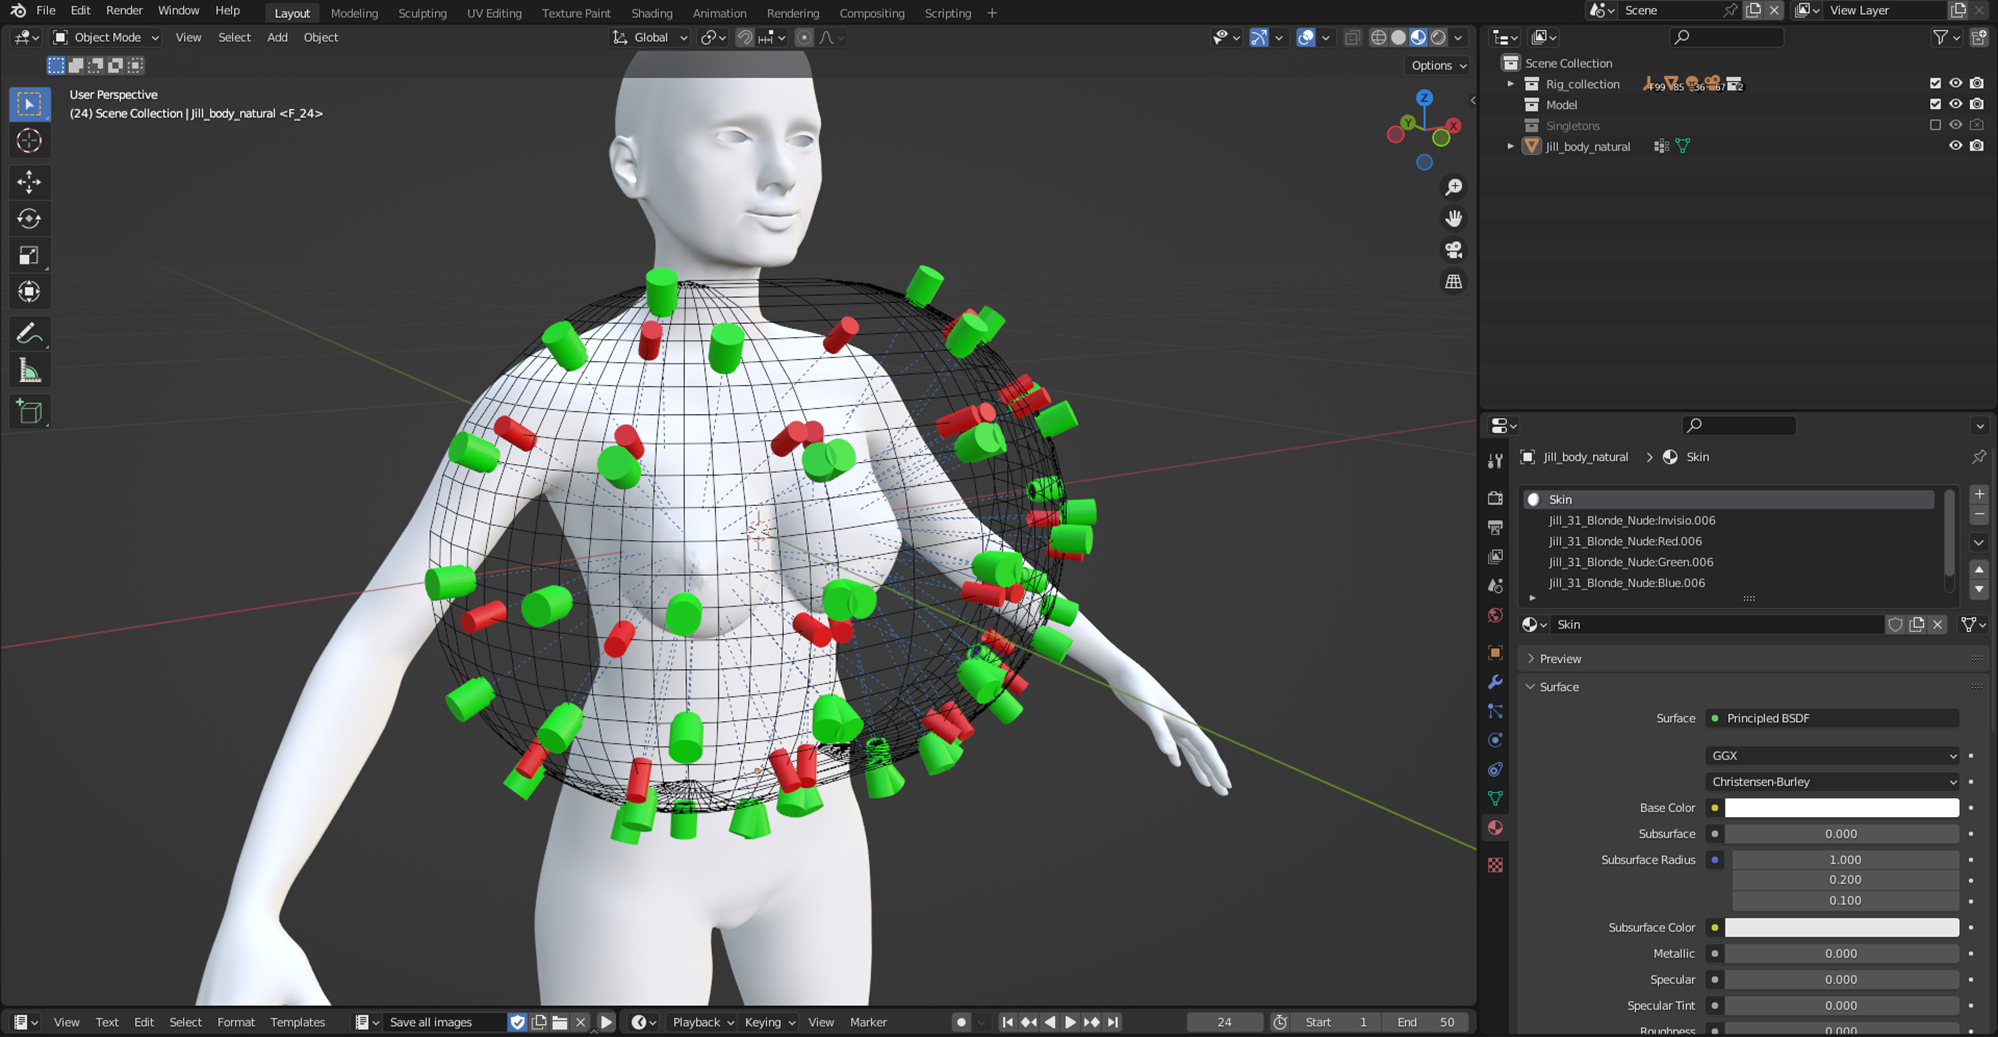 File Edit Render Window Help Layout Modeling Sculpting UV Editing Texture Paint Shading Animation Rendering Compositing Scripting + Scene View Layer
Object Mode View Select Add Object Global
Options
User Perspective
(24) Scene Collection | Jill_body_natural <F_24>
Z
Y
X
Scene Collection
Rig_collection
Model
Singletons
Jill_body_natural
Jill_body_natural > Skin
Skin
Jill_31_Blonde_Nude:Invisio.006
Jill_31_Blonde_Nude:Red.006
Jill_31_Blonde_Nude:Green.006
Jill_31_Blonde_Nude:Blue.006
Skin
Preview
Surface
Surface Principled BSDF
GGX
Christensen-Burley
Base Color
Subsurface 0.000
Subsurface Radius 1.000
0.200
0.100
Subsurface Color
Metallic 0.000
Specular 0.000
Specular Tint 0.000
Roughness 0.000
View Text Edit Select Format Templates Save all images Playback Keying View Marker 24 Start 1 End 50